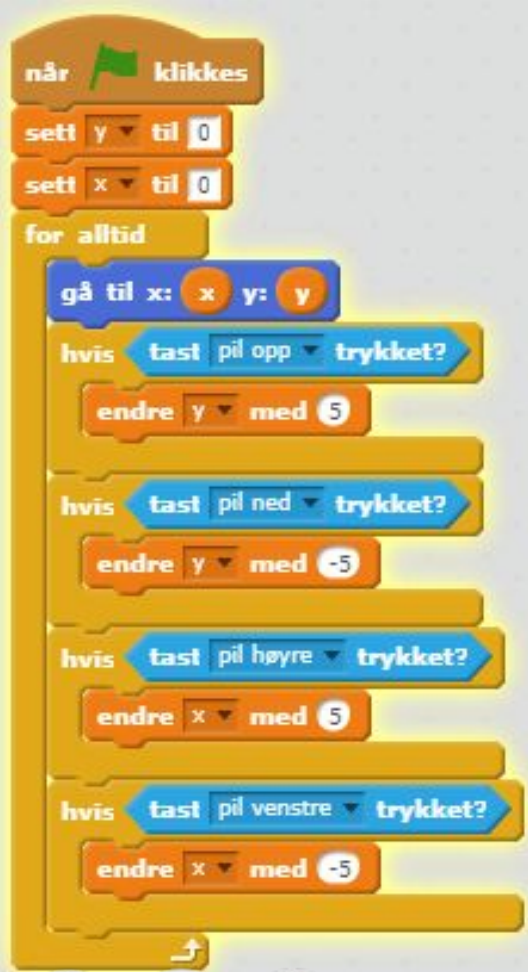 når klikkes
sett y til 0
sett x til 0
for alltid
gå til x: x y: y
hvis tast pil opp trykket?
endre y med 5
hvis tast pil ned trykket?
endre y med -5
hvis tast pil høyre trykket?
endre x med 5
hvis tast pil venstre trykket?
endre x med -5